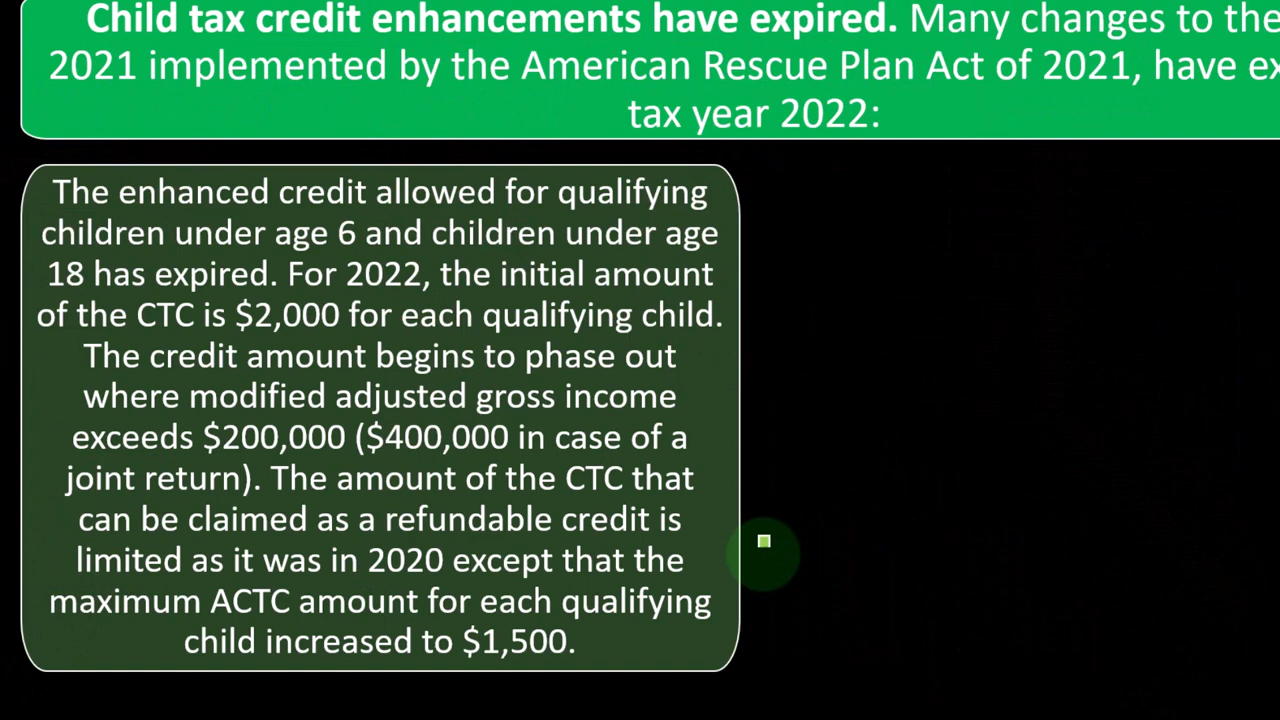 Child tax credit enhancements have expired. Many changes to the
2021 implemented by the American Rescue Plan Act of 2021, have
tax year 2022:
The enhanced credit allowed for qualifying
children under age 6 and children under age
18 has expired. For 2022, the initial amount
of the CTC is $2,000 for each qualifying child.
The credit amount begins to phase out
where modified adjusted gross income
exceeds $200,000 ($400,000 in case of a
joint return). The amount of the CTC that
can be claimed as a refundable credit is
limited as it was in 2020 except that the
maximum ACTC amount for each qualifying
child increased to $1,500.